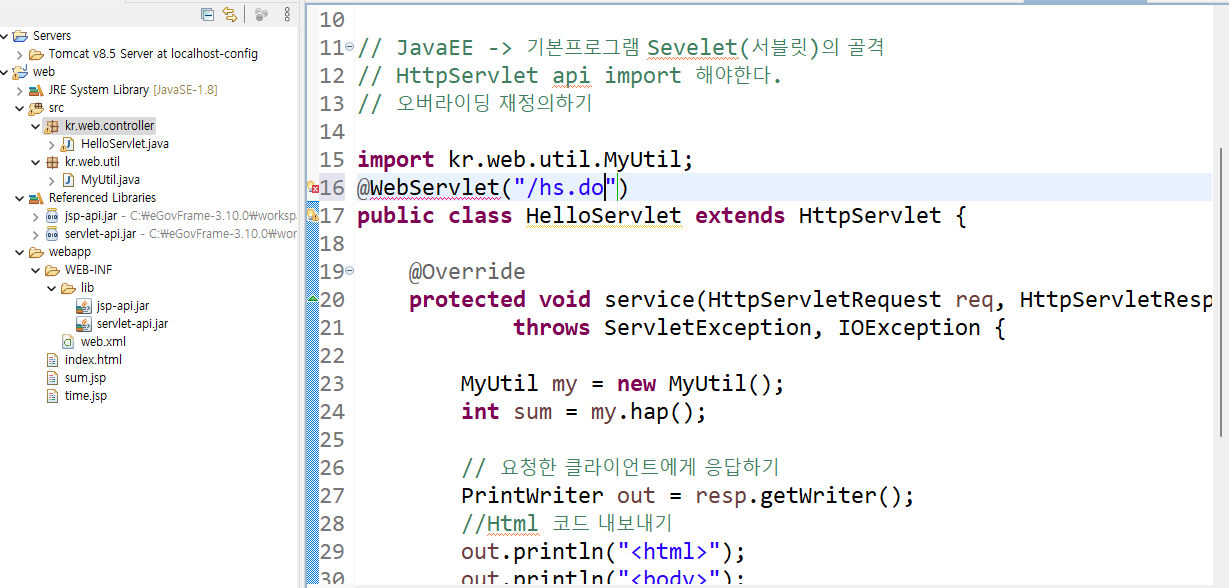 Servers
Tomcat v8.5 Server at localhost-config
web
JRE System Library [JavaSE-1.8]
src
kr.web.controller
HelloServlet.java
kr.web.util
MyUtil.java
Referenced Libraries
jsp-api.jar - C:₩eGovFrame-3.10.0₩worksp
servlet-api.jar - C:₩eGovFrame-3.10.0₩wor
webapp
WEB-INF
lib
jsp-api.jar
servlet-api.jar
web.xml
index.html
sum.jsp
time.jsp
10
11 // JavaEE -> 기본프로그램 Sevelet(서블릿)의 골격
12 // HttpServlet api import 해야한다.
13 // 오버라이딩 재정의하기
14
15 import kr.web.util.MyUtil;
16 @WebServlet("/hs.do")
17 public class HelloServlet extends HttpServlet {
18
19 @Override
20 protected void service(HttpServletRequest req, HttpServletResp
21 throws ServletException, IOException {
22
23 MyUtil my = new MyUtil();
24 int sum = my.hap();
25
26 // 요청한 클라이언트에게 응답하기
27 PrintWriter out = resp.getWriter();
28 //Html 코드 내보내기
29 out.println("<html>");
30 out.println("<body>");